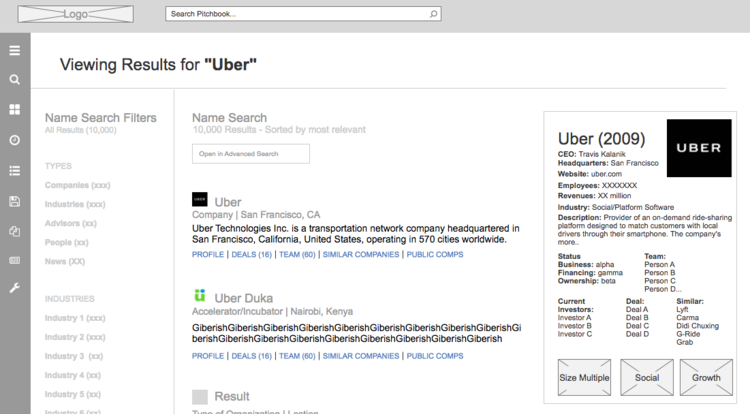 Logo
Search Pitchbook...
Viewing Results for "Uber"
Name Search Filters
All Results (10,000)
TYPES
Companies (xxx)
Industries (xxx)
Advisors (xx)
People (xx)
News (XX)
INDUSTRIES
Industry 1 (xxx)
Industry 2 (xxx)
Industry 3 (xx)
Industry 4 (xxx)
Industry 5 (xxx)
Industry 6 (xxx)
Name Search
10,000 Results - Sorted by most relevant
Open in Advanced Search
UBER
Uber
Company | San Francisco, CA
Uber Technologies Inc. is a transportation network company headquartered in
San Francisco, California, United States, operating in 570 cities worldwide.
PROFILE | DEALS (16) | TEAM (60) | SIMILAR COMPANIES | PUBLIC COMPS
Uber Duka
Accelerator/Incubator | Nairobi, Kenya
GiberishGiberishGiberishGiberishGiberishGiberishGiberishGiberishGiberishGi
berishGiberishGiberishGiberishGiberishGiberishGiberishGiberishGiberish
PROFILE | DEALS (16) | TEAM (60) | SIMILAR COMPANIES | PUBLIC COMPS
Result
Type of Organization | Location
Uber (2009)
CEO: Travis Kalanik
Headquarters: San Francisco
Website: uber.com
Employees: XXXXXXX
Revenues: XX million
UBER
Industry: Social/Platform Software
Description: Provider of an on-demand ride-sharing
platform designed to match customers with local
drivers through their smartphone. The company's
more..
Status
Business: alpha
Financing: gamma
Ownership: beta
Team:
Person A
Person B
Person C
Person D...
Current
Investors:
Investor A
Investor B
Investor C
Deal:
Deal A
Deal B
Deal C
Deal D
Similar:
Lyft
Carma
Didi Chuxing
G-Ride
Grab
Size Multiple
Social
Growth